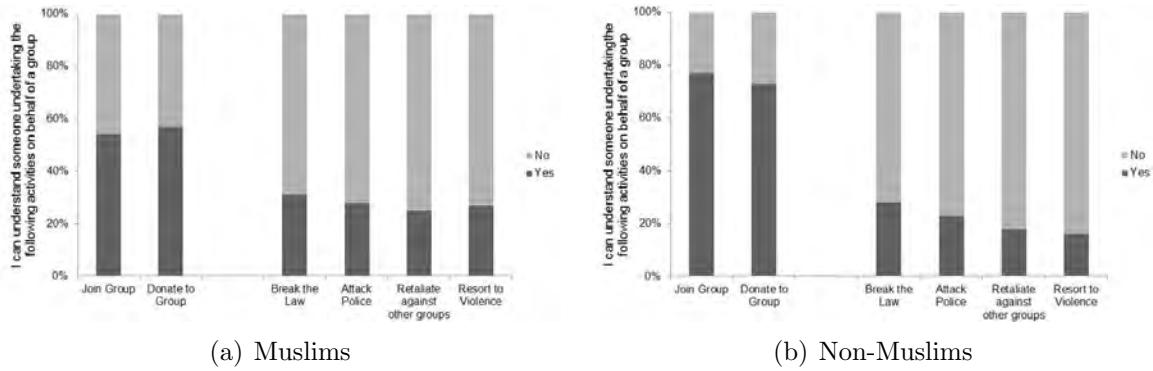 I can understand someone undertaking the
following activities on behalf of a group
100%
80%
60%
40%
20%
0%
Join Group
Donate to
Group
Break the
Law
Attack
Police
Retaliate
against
other groups
Resort to
Violence
No
Yes
(a) Muslims
I can understand someone undertakingthe
following activities on behalf of a group
100%
80%
60%
40%
20%
0%
Join Group
Donate to
Group
Break the
Law
Attack
Police
Retaliate
against
other groups
Resort to
Violence
No
Yes
(b) Non-Muslims